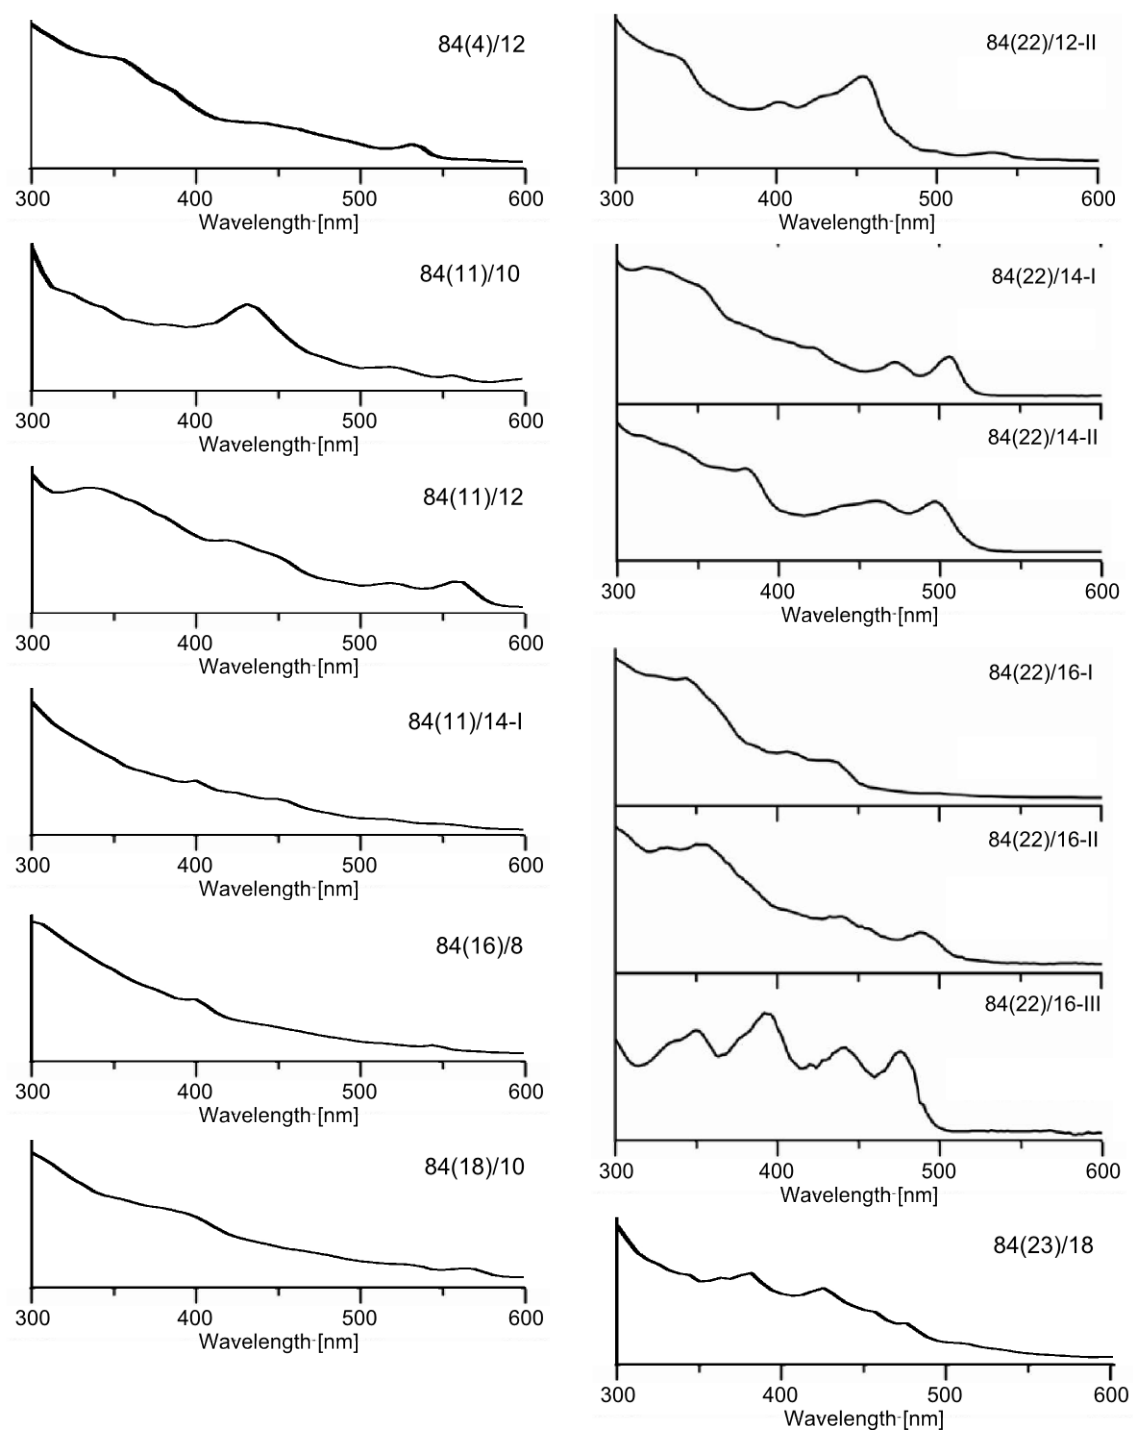 84(4)/12
300 400 500 600
Wavelength-[nm]
84(11)/10
300 400 500 600
Wavelength-[nm]
84(11)/12
300 400 500 600
Wavelength-[nm]
84(11)/14-I
300 400 500 600
Wavelength-[nm]
84(16)/8
300 400 500 600
Wavelength-[nm]
84(18)/10
300 400 500 600
Wavelength-[nm]
84(22)/12-II
300 400 500 600
Wavelength-[nm]
84(22)/14-I
84(22)/14-II
300 400 500 600
Wavelength-[nm]
84(22)/16-I
84(22)/16-II
84(22)/16-III
300 400 500 600
Wavelength-[nm]
84(23)/18
300 400 500 600
Wavelength-[nm]